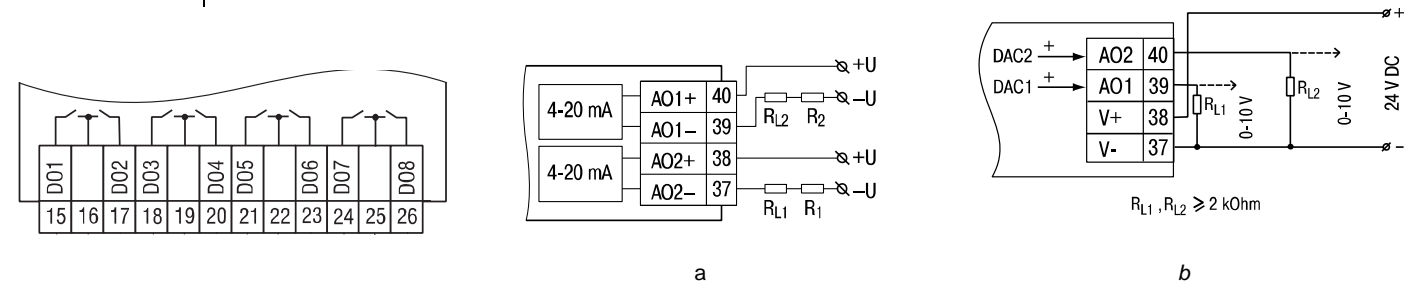 DO1 DO2 DO3 DO4 DO5 DO6 DO7 DO8
15 16 17 18 19 20 21 22 23 24 25 26
4-20 mA
4-20 mA
AO1+ 40
AO1– 39
AO2+ 38
AO2– 37
+U
–U
RL2 R2
+U
–U
RL1 R1
a
DAC2 +
DAC1 +
AO2 40
AO1 39
V+ 38
V- 37
RL1
0-10 V
RL2
0-10 V
24 V DC
+
–
RL1 ,RL2 ⩾ 2 kOhm
b